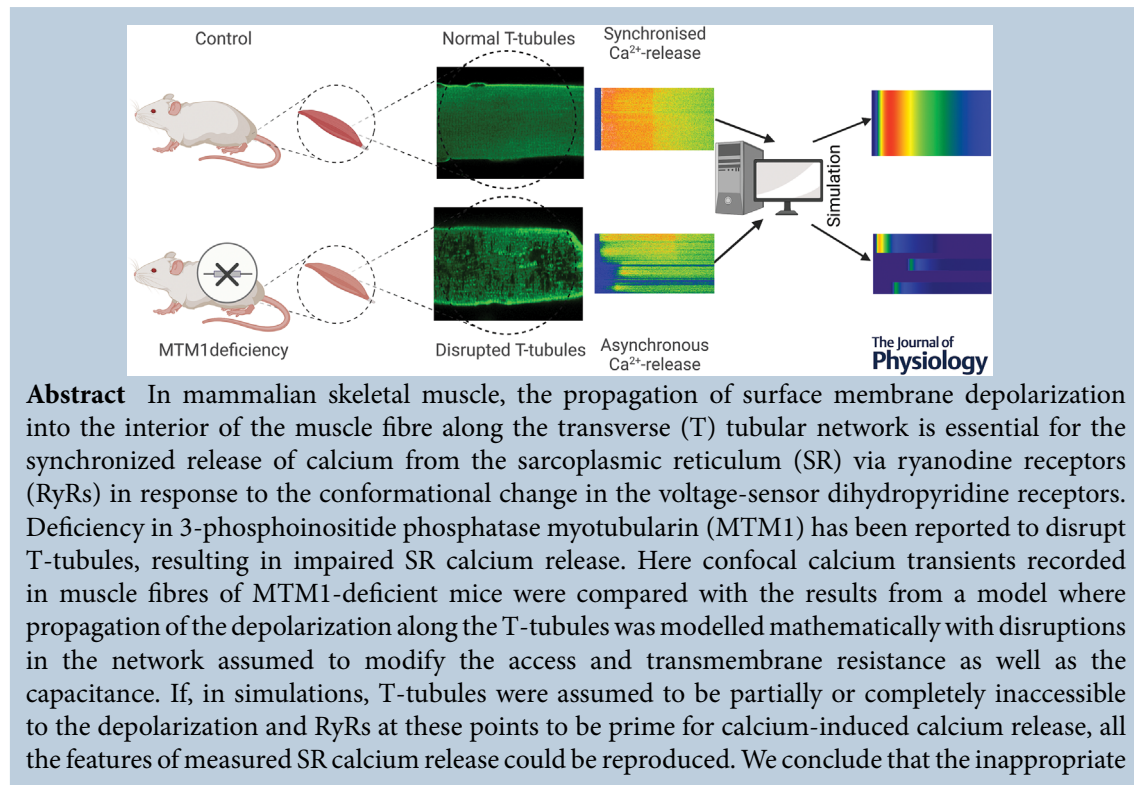 Control
Normal T-tubules
Synchronised
Ca²⁺-release
Simulation
MTM1deficiency
Disrupted T-tubules
Asynchronous
Ca²⁺-release
The Journal of
Physiology
Abstract In mammalian skeletal muscle, the propagation of surface membrane depolarization
into the interior of the muscle fibre along the transverse (T) tubular network is essential for the
synchronized release of calcium from the sarcoplasmic reticulum (SR) via ryanodine receptors
(RyRs) in response to the conformational change in the voltage-sensor dihydropyridine receptors.
Deficiency in 3-phosphoinositide phosphatase myotubularin (MTM1) has been reported to disrupt
T-tubules, resulting in impaired SR calcium release. Here confocal calcium transients recorded
in muscle fibres of MTM1-deficient mice were compared with the results from a model where
propagation of the depolarization along the T-tubules was modelled mathematically with disruptions
in the network assumed to modify the access and transmembrane resistance as well as the
capacitance. If, in simulations, T-tubules were assumed to be partially or completely inaccessible
to the depolarization and RyRs at these points to be prime for calcium-induced calcium release, all
the features of measured SR calcium release could be reproduced. We conclude that the inappropriate